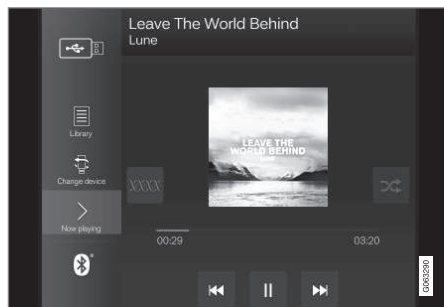 Leave The World Behind
Lune
Library
Change device
Now playing
LEAVE THE
WORLD BEHIND
LUNE
XXXX
00:29
03:20
G063290